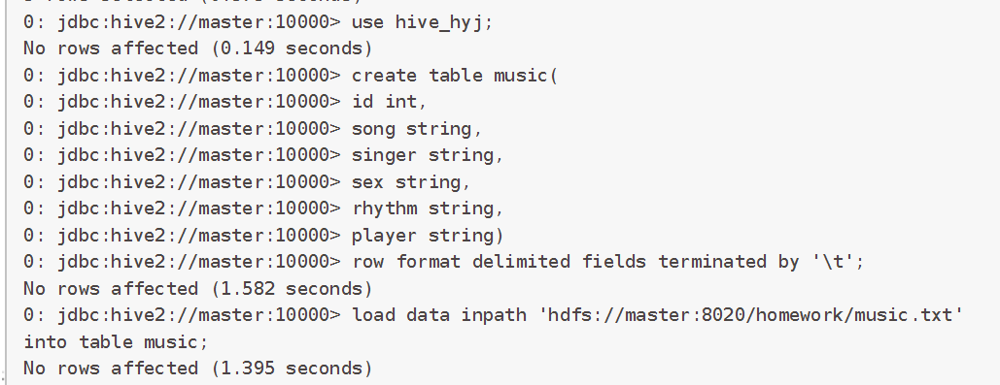 0: jdbc:hive2://master:10000> use hive_hyj;
No rows affected (0.149 seconds)
0: jdbc:hive2://master:10000> create table music(
0: jdbc:hive2://master:10000> id int,
0: jdbc:hive2://master:10000> song string,
0: jdbc:hive2://master:10000> singer string,
0: jdbc:hive2://master:10000> sex string,
0: jdbc:hive2://master:10000> rhythm string,
0: jdbc:hive2://master:10000> player string)
0: jdbc:hive2://master:10000> row format delimited fields terminated by '\t';
No rows affected (1.582 seconds)
0: jdbc:hive2://master:10000> load data inpath 'hdfs://master:8020/homework/music.txt'
into table music;
No rows affected (1.395 seconds)